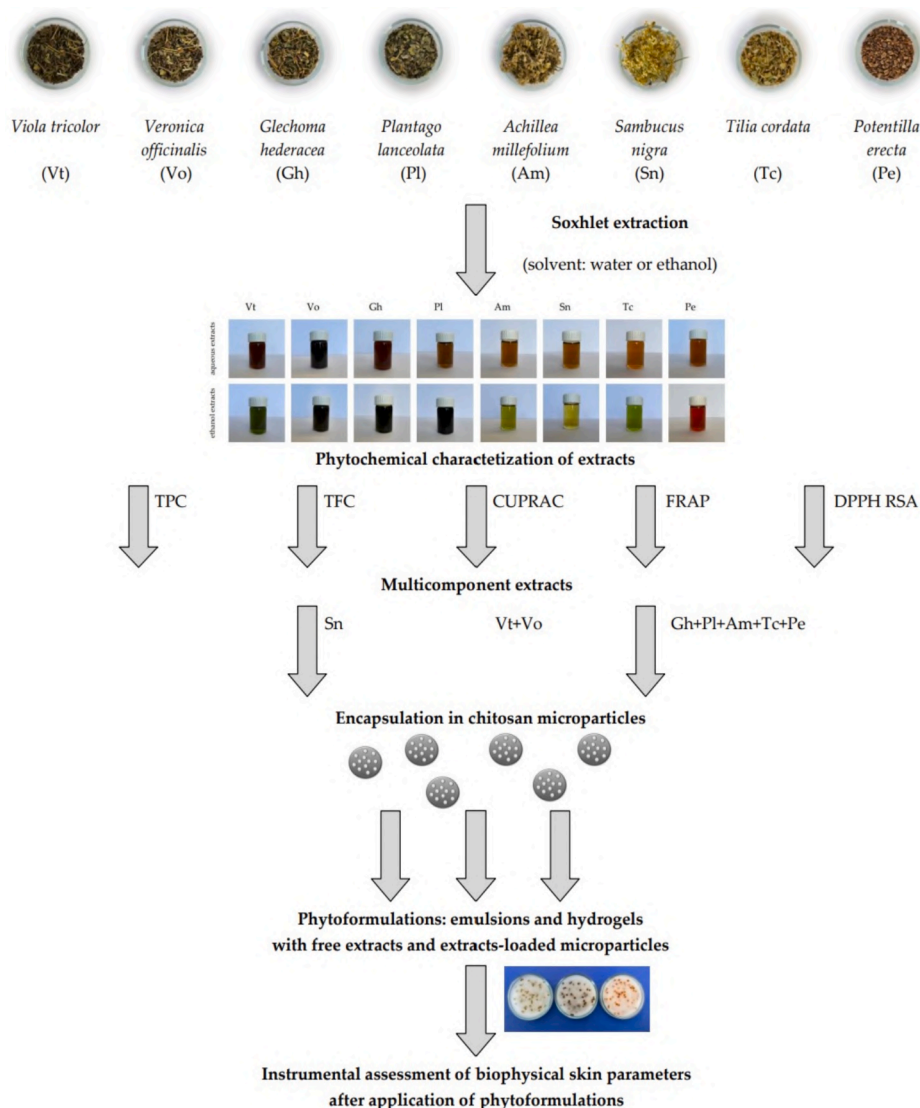 Viola tricolor
Veronica
officinalis
Glechoma
hederacea
Plantago
lanceolata
Achillea
millefolium
Sambucus
nigra
Tilia cordata
Potentilla
erecta
(Vt) (Vo) (Gh) (Pl) (Am) (Sn) (Tc) (Pe)
Soxhlet extraction
(solvent: water or ethanol)
Vt Vo Gh Pl Am Sn Tc Pe
aqueous extracts
ethanol extracts
Phytochemical charactetization of extracts
TPC TFC CUPRAC FRAP DPPH RSA
Multicomponent extracts
Sn Vt+Vo Gh+Pl+Am+Tc+Pe
Encapsulation in chitosan microparticles
Phytoformulations: emulsions and hydrogels
with free extracts and extracts-loaded microparticles
Instrumental assessment of biophysical skin parameters
after application of phytoformulations